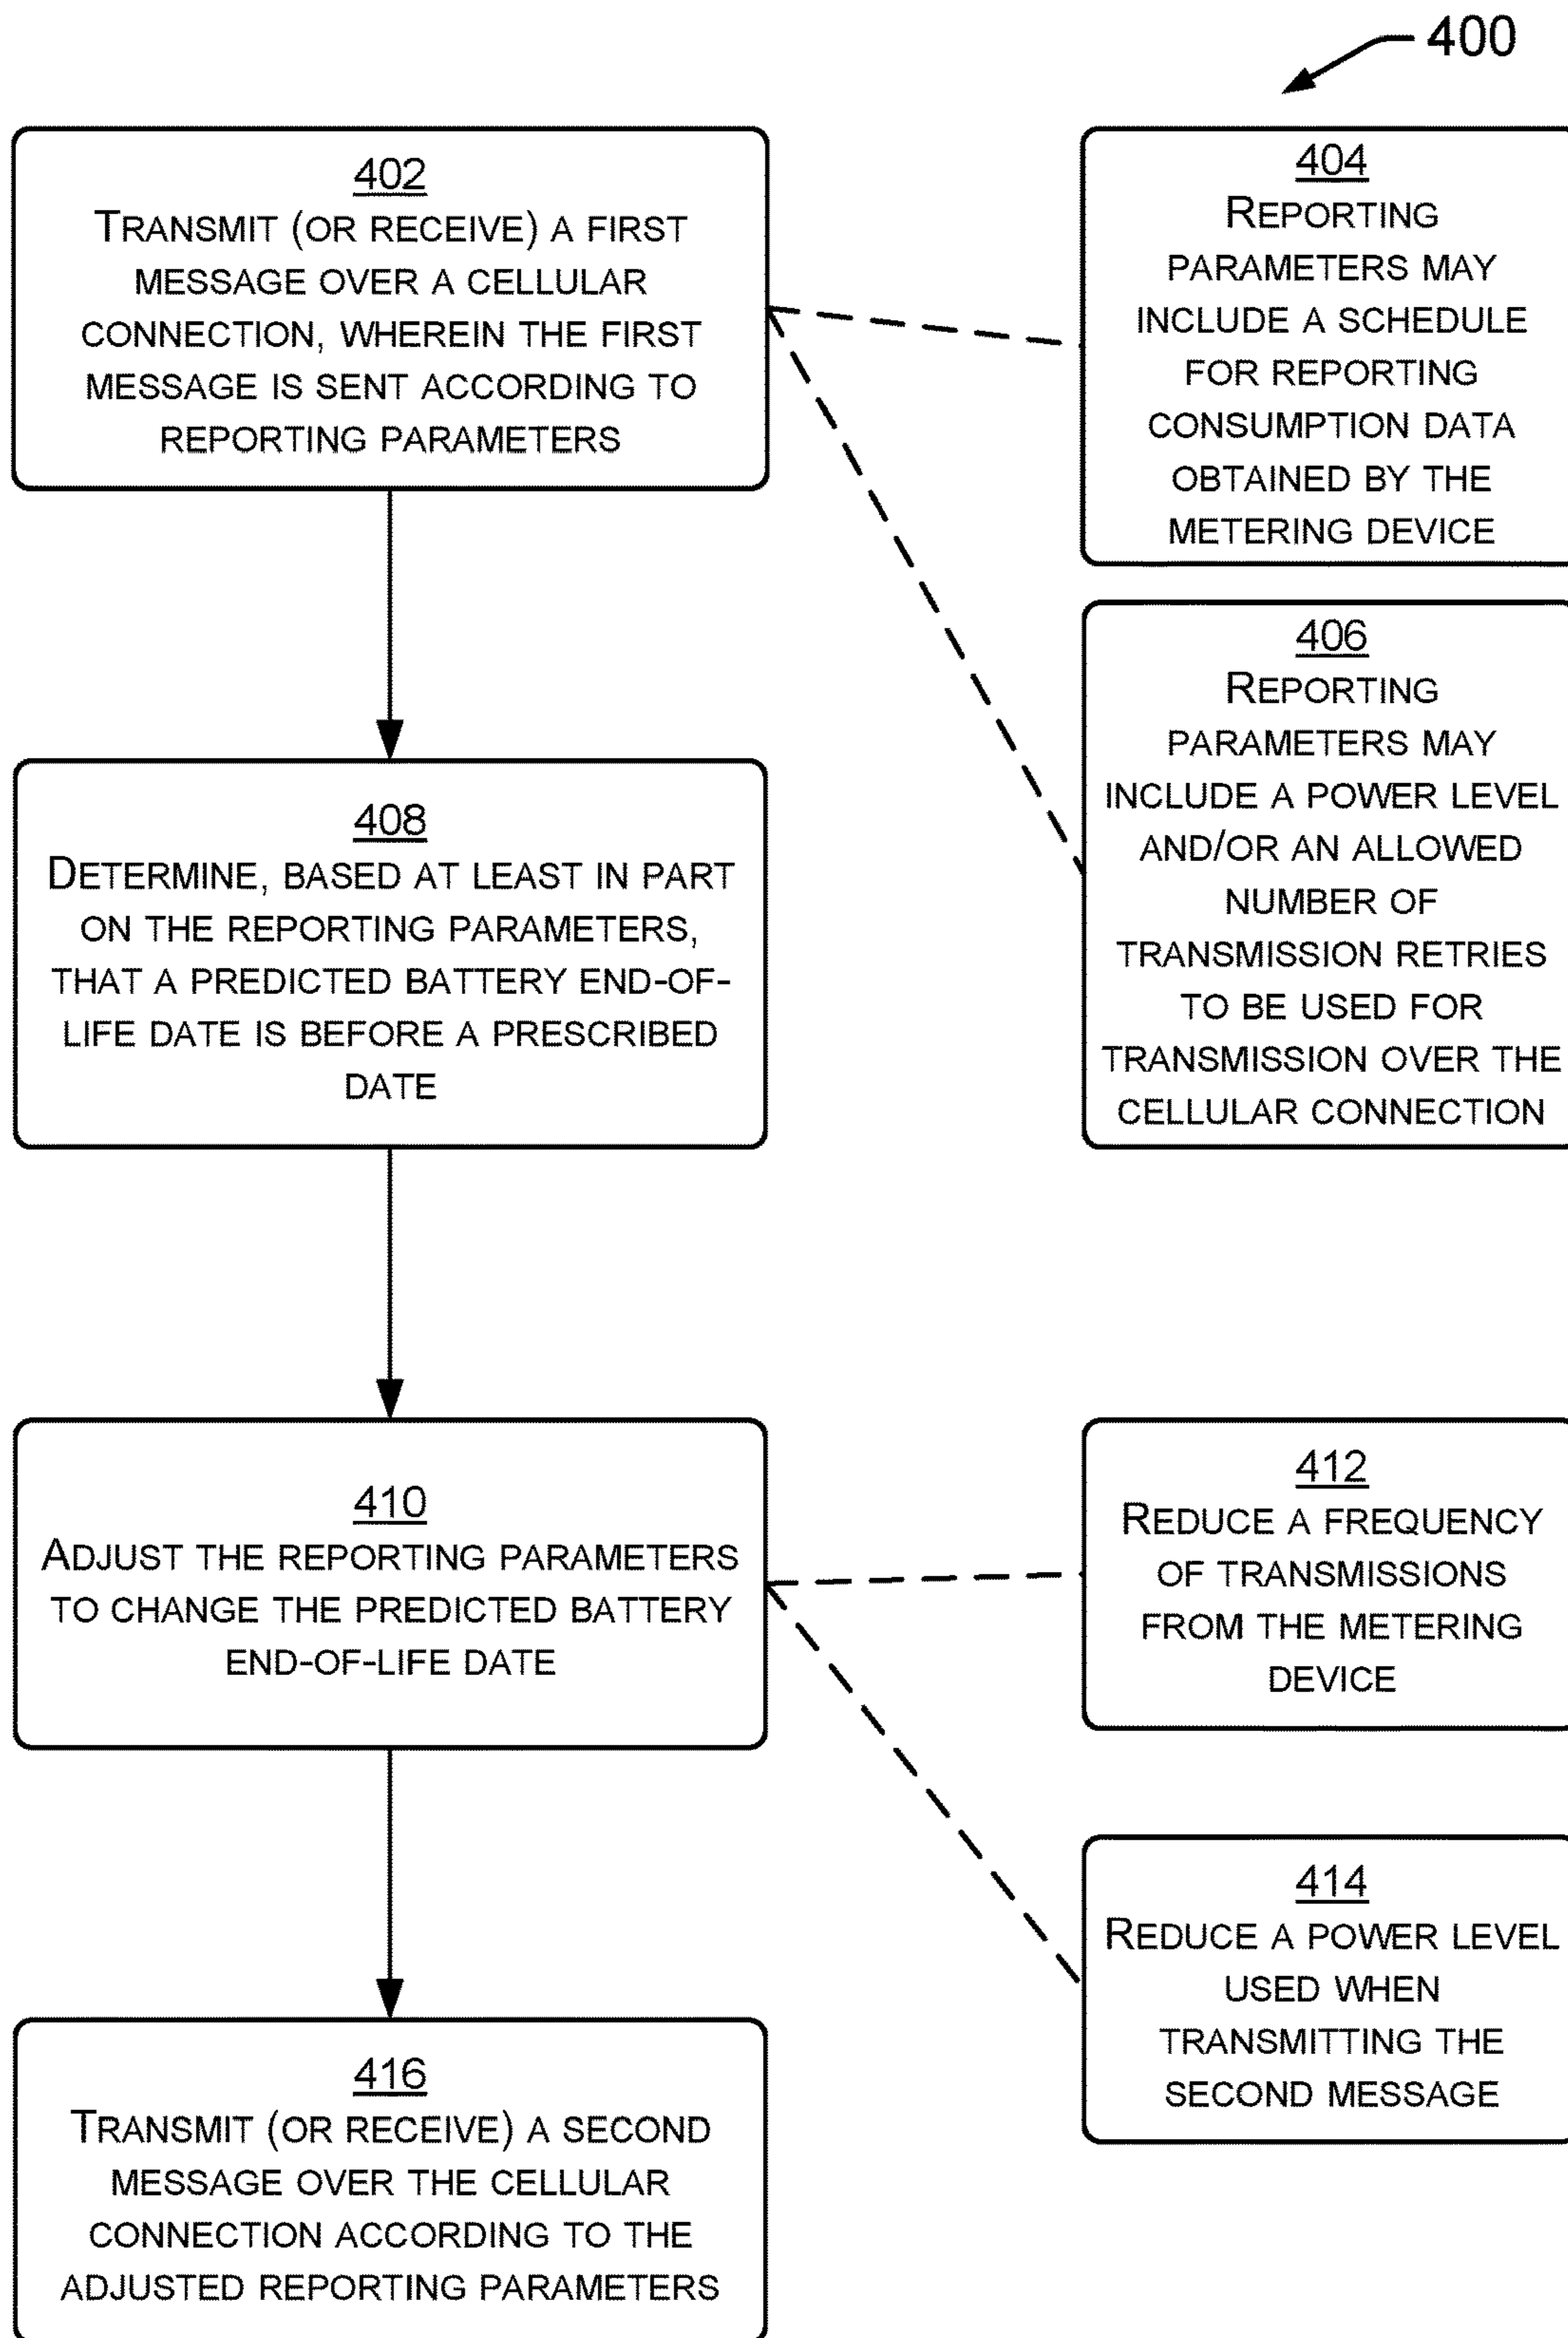 400
402
TRANSMIT (OR RECEIVE) A FIRST
MESSAGE OVER A CELLULAR
CONNECTION, WHEREIN THE FIRST
MESSAGE IS SENT ACCORDING TO
REPORTING PARAMETERS
404
REPORTING
PARAMETERS MAY
INCLUDE A SCHEDULE
FOR REPORTING
CONSUMPTION DATA
OBTAINED BY THE
METERING DEVICE
406
REPORTING
PARAMETERS MAY
INCLUDE A POWER LEVEL
AND/OR AN ALLOWED
NUMBER OF
TRANSMISSION RETRIES
TO BE USED FOR
TRANSMISSION OVER THE
CELLULAR CONNECTION
408
DETERMINE, BASED AT LEAST IN PART
ON THE REPORTING PARAMETERS,
THAT A PREDICTED BATTERY END-OF-
LIFE DATE IS BEFORE A PRESCRIBED
DATE
410
ADJUST THE REPORTING PARAMETERS
TO CHANGE THE PREDICTED BATTERY
END-OF-LIFE DATE
412
REDUCE A FREQUENCY
OF TRANSMISSIONS
FROM THE METERING
DEVICE
414
REDUCE A POWER LEVEL
USED WHEN
TRANSMITTING THE
SECOND MESSAGE
416
TRANSMIT (OR RECEIVE) A SECOND
MESSAGE OVER THE CELLULAR
CONNECTION ACCORDING TO THE
ADJUSTED REPORTING PARAMETERS